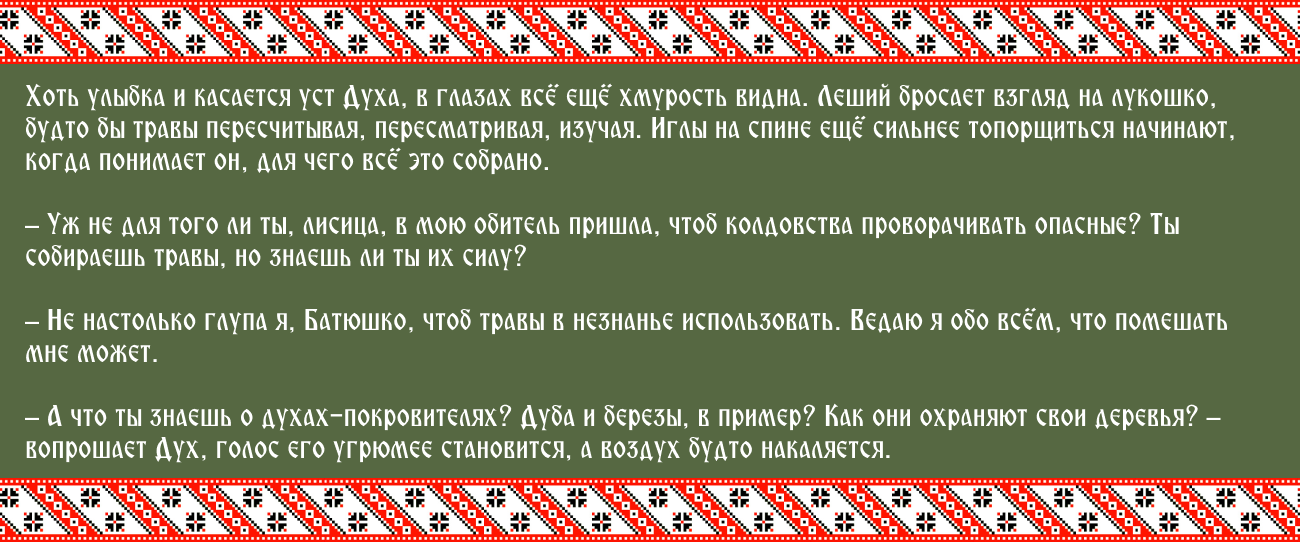 Хоть улыбка и касается уст Духа, в глазах всё ещё хмурость видна. Леший бросает взгляд на лукошко,
будто бы травы пересчитывая, пересматривая, изучая. Иглы на спине ещё сильнее топорщиться начинают,
когда понимает он, для чего всё это собрано.
– Уж не для того ли ты, лисица, в мою обитель пришла, чтоб колдовства проворачивать опасные? Ты
собираешь травы, но знаешь ли ты их силу?
– Не настолько глупа я, Батюшко, чтоб травы в незнанье использовать. Ведаю я обо всём, что помешать
мне может.
– А что ты знаешь о духах-покровителях? Дуба и березы, в пример? Как они охраняют свои деревья? –
вопрошает Дух, голос его угрюмее становится, а воздух будто накаляется.